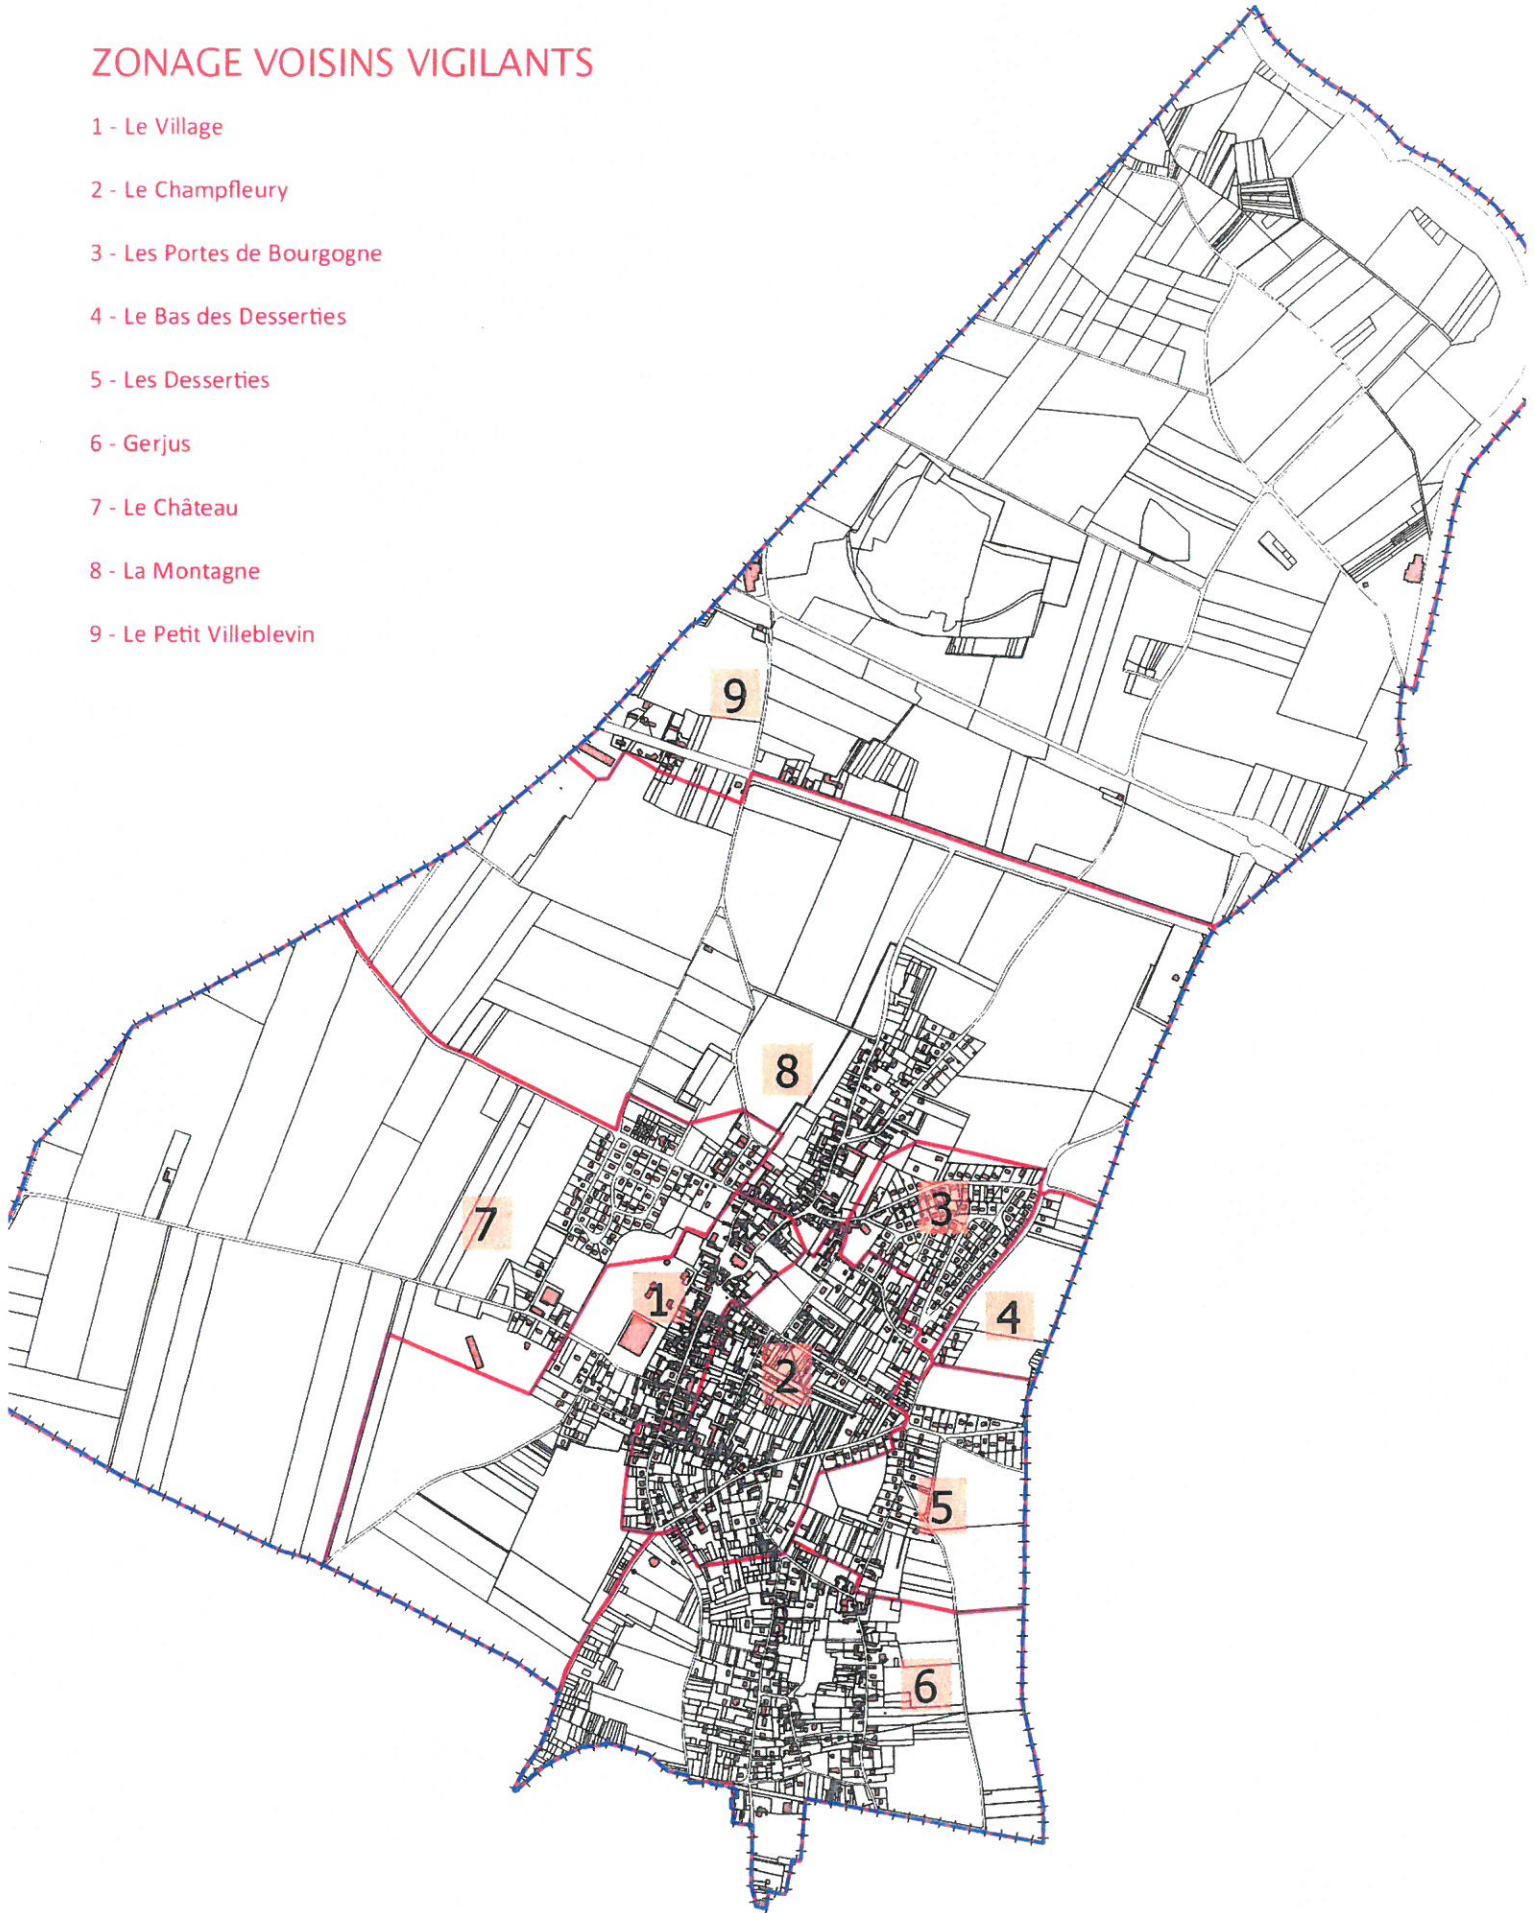 ZONAGE VOISINS VIGILANTS
1 - Le Village
2 - Le Champfleury
3 - Les Portes de Bourgogne
4 - Le Bas des Desserties
5 - Les Desserties
6 - Gerjus
7 - Le Château
8 - La Montagne
9 - Le Petit Villeblevin
9
8
7
3
1
4
2
5
6